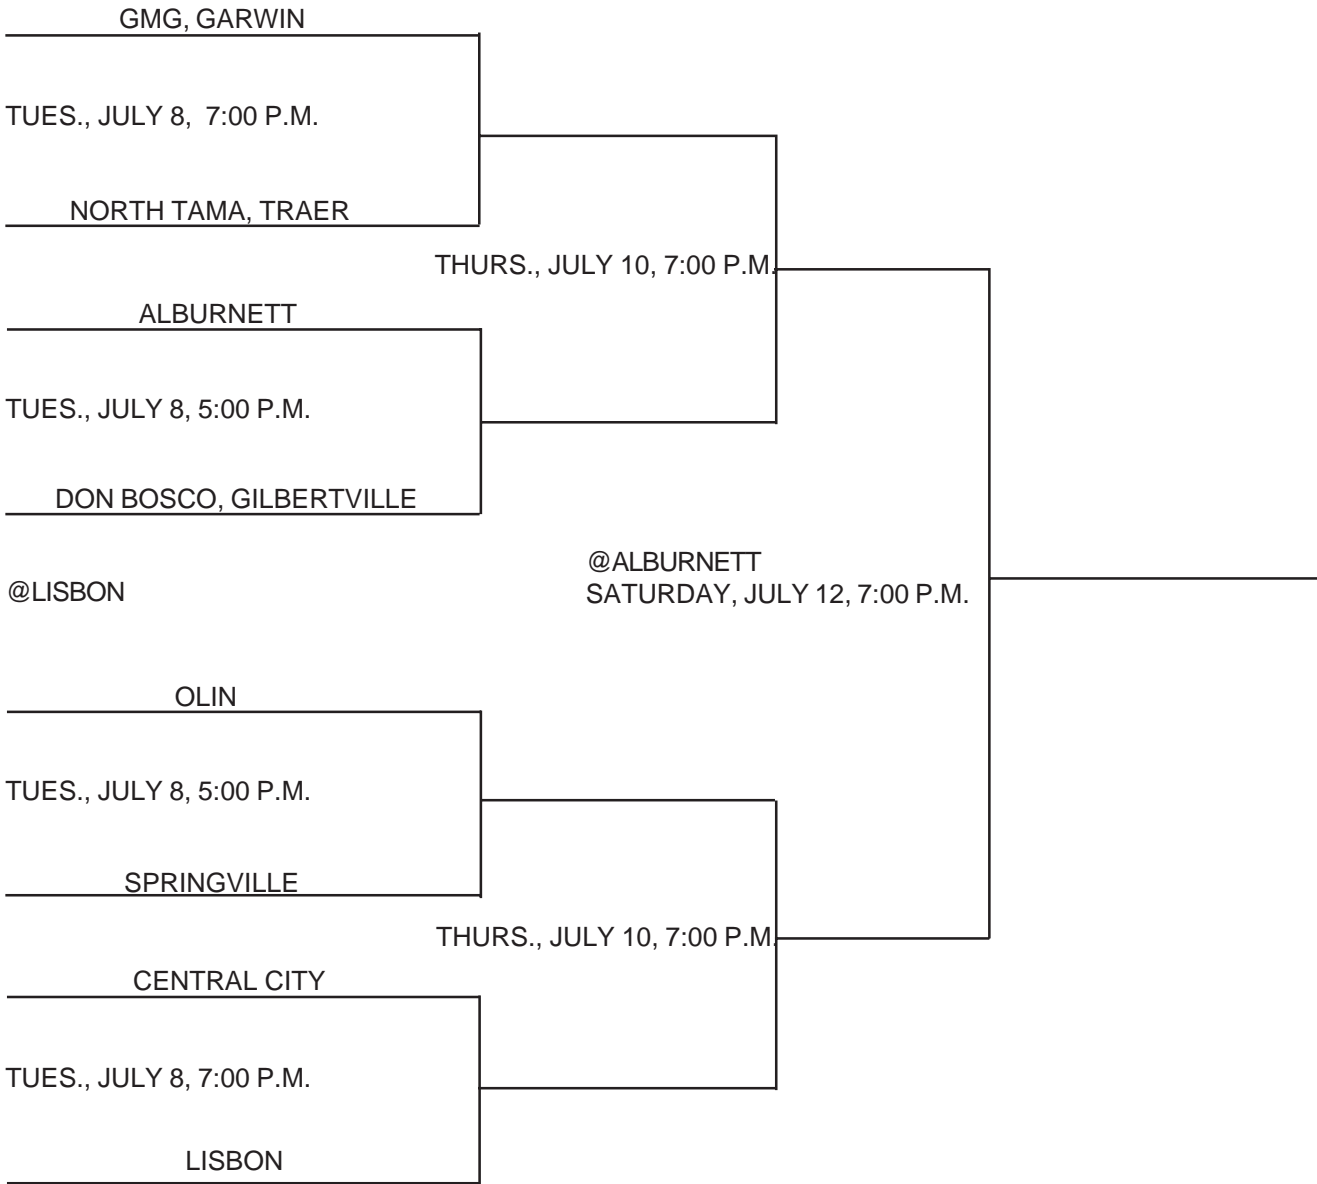 GMG, GARWIN
TUES., JULY 8,  7:00 P.M.
NORTH TAMA, TRAER
THURS., JULY 10, 7:00 P.M.
ALBURNETT
TUES., JULY 8, 5:00 P.M.
DON BOSCO, GILBERTVILLE
@LISBON
@ALBURNETT
SATURDAY, JULY 12, 7:00 P.M.
OLIN
TUES., JULY 8, 5:00 P.M.
SPRINGVILLE
THURS., JULY 10, 7:00 P.M.
CENTRAL CITY
TUES., JULY 8, 7:00 P.M.
LISBON